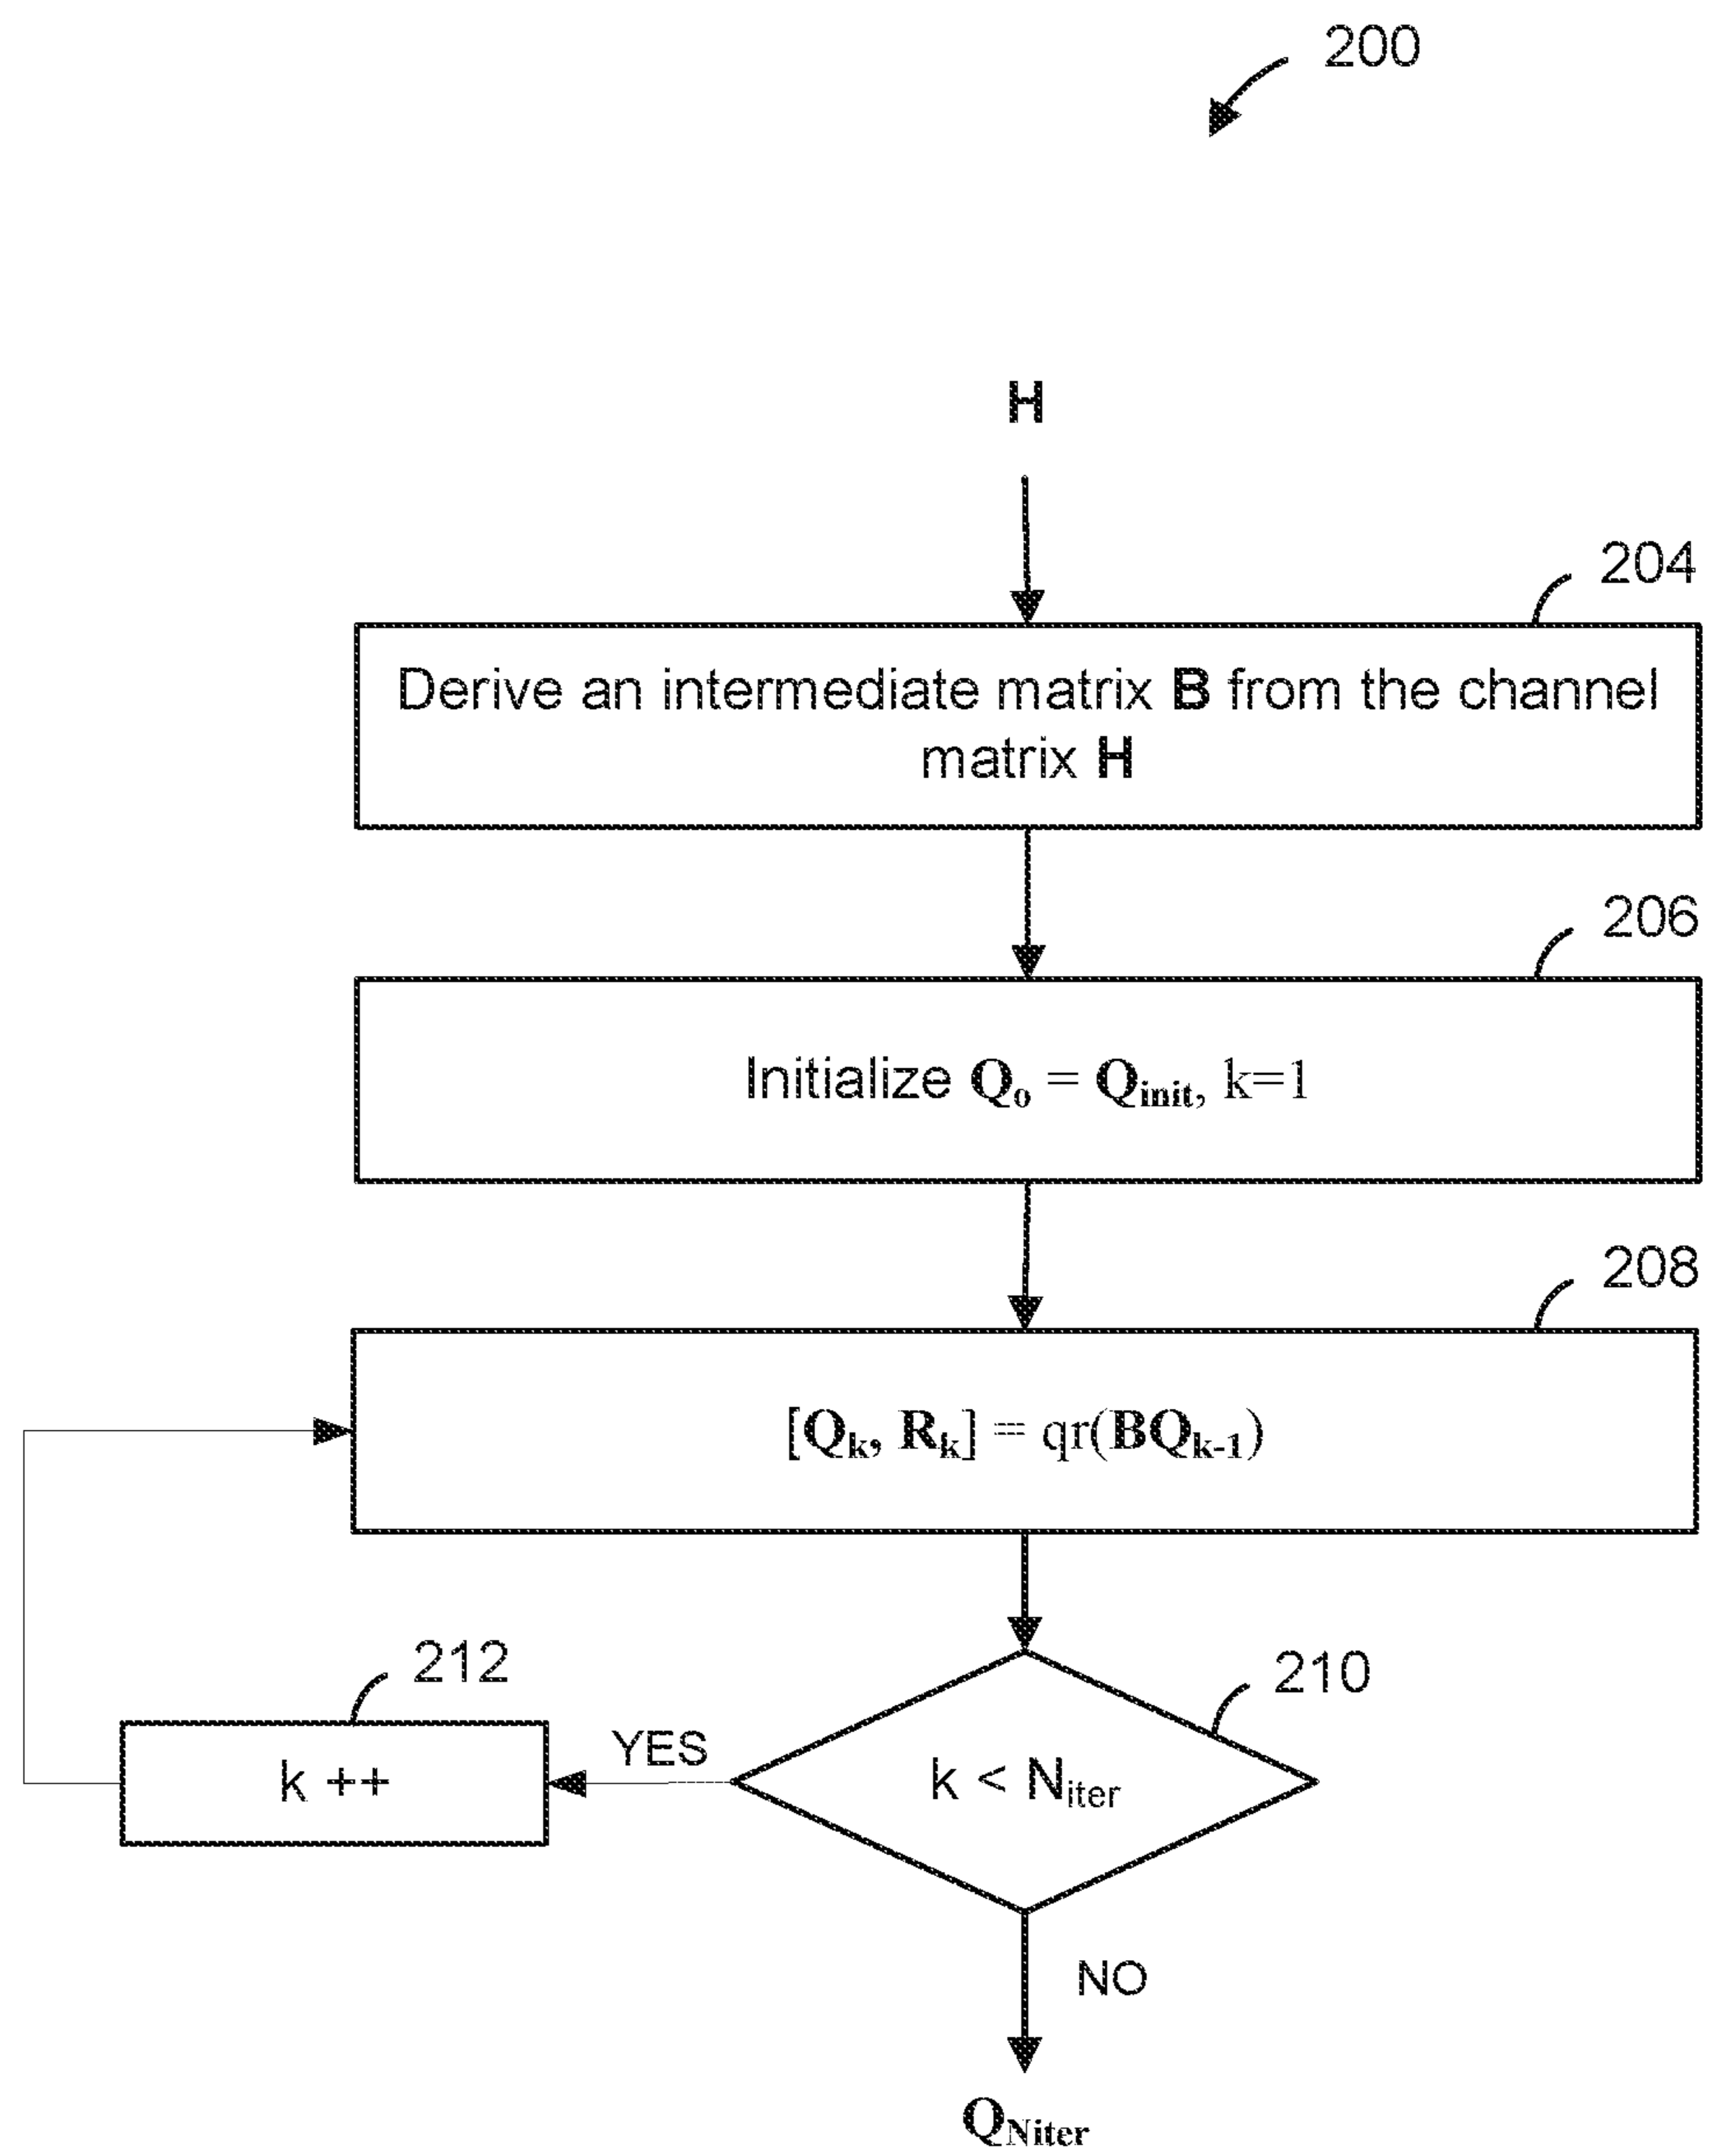 200
H
204
Derive an intermediate matrix B from the channel
matrix H
206
Initialize Qo = Qinit, k=1
208
[Qk, Rk] = qr(BQk-1)
212
210
YES
k ++
k < Niter
NO
QNiter